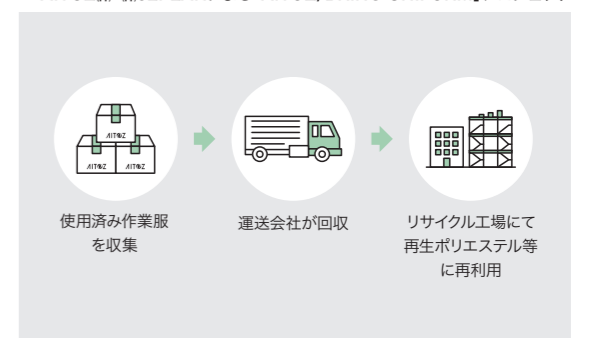 AITOZ
AITOZ AITOZ
使用済み作業服
を収集
運送会社が回収
リサイクル工場にて
再生ポリエステル等
に再利用